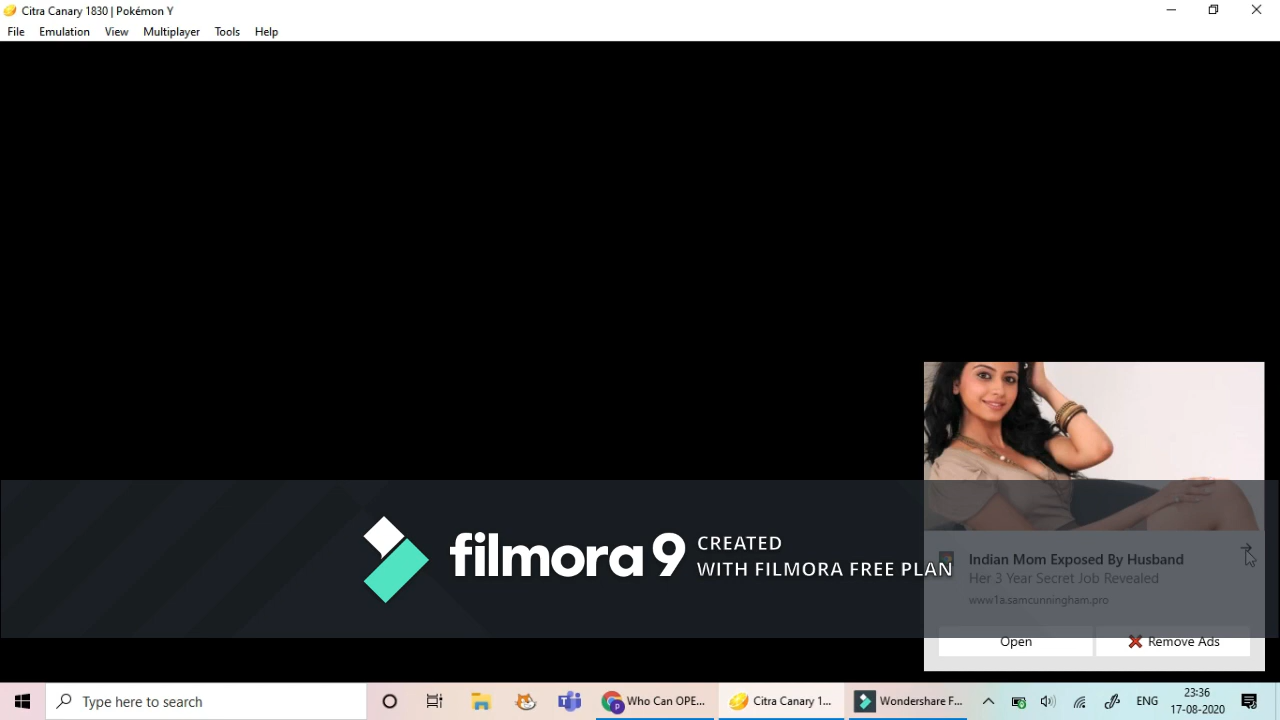 Citra Canary 1830 | Pokémon Y
File Emulation View Multiplayer Tools Help
filmora 9 CREATED
WITH FILMORA FREE PLAN
Indian Mom Exposed By Husband
Her 3 Year Secret Job Revealed
www1a.samcunningham.pro
Open Remove Ads
Type here to search
Who Can OPE...
Citra Canary 1...
Wondershare F...
ENG
23:36
17-08-2020